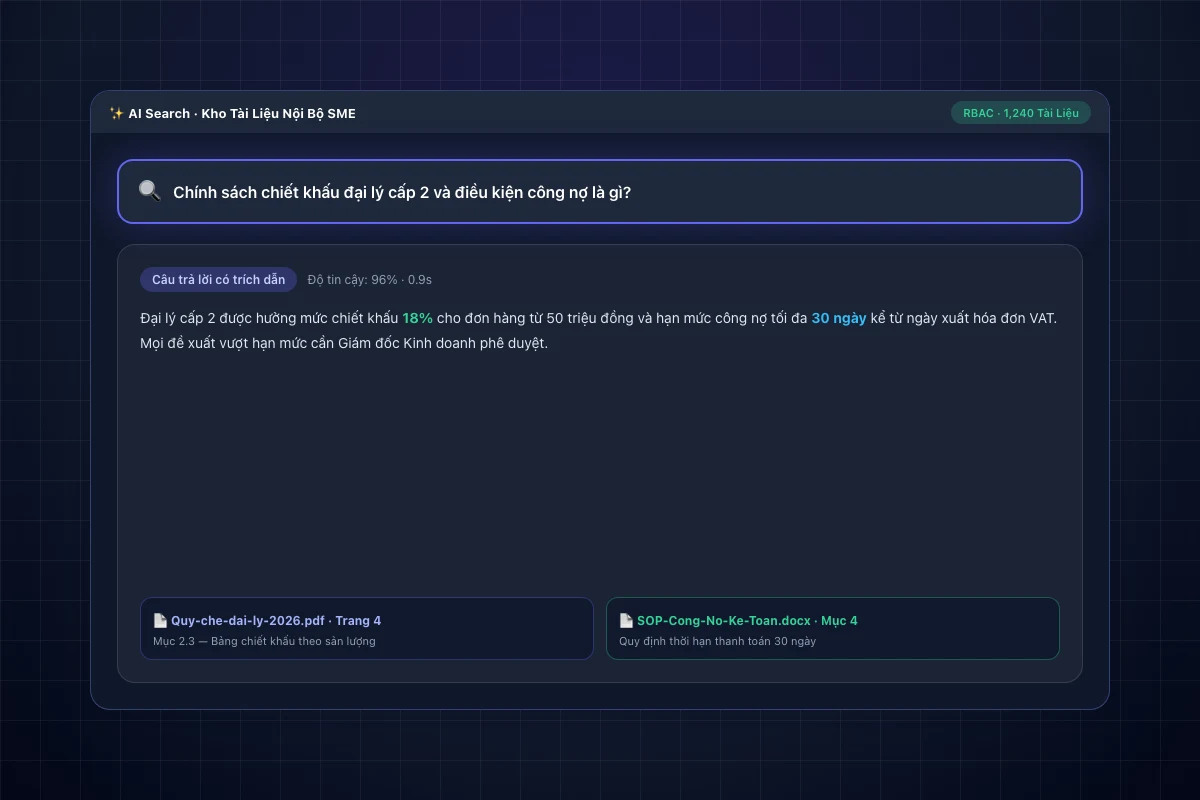 ✨ AI Search · Kho Tài Liệu Nội Bộ SME
RBAC · 1,240 Tài Liệu
🔍 Chính sách chiết khấu đại lý cấp 2 và điều kiện công nợ là gì?
Câu trả lời có trích dẫn
Độ tin cậy: 96% · 0.9s
Đại lý cấp 2 được hưởng mức chiết khấu 18% cho đơn hàng từ 50 triệu đồng và hạn mức công nợ tối đa 30 ngày kể từ ngày xuất hóa đơn VAT.
Mọi đề xuất vượt hạn mức cần Giám đốc Kinh doanh phê duyệt.
📄 Quy-che-dai-ly-2026.pdf · Trang 4
Mục 2.3 — Bảng chiết khấu theo sản lượng
📄 SOP-Cong-No-Ke-Toan.docx · Mục 4
Quy định thời hạn thanh toán 30 ngày